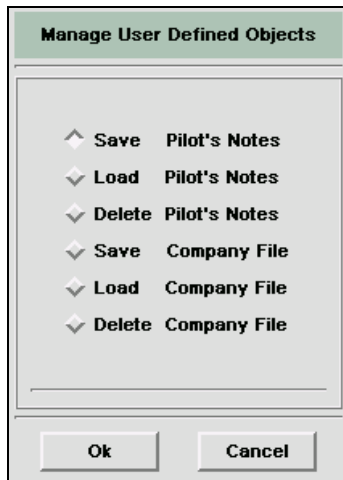 Manage User Defined Objects
Save Pilot's Notes
Load Pilot's Notes
Delete Pilot's Notes
Save Company File
Load Company File
Delete Company File
Ok Cancel